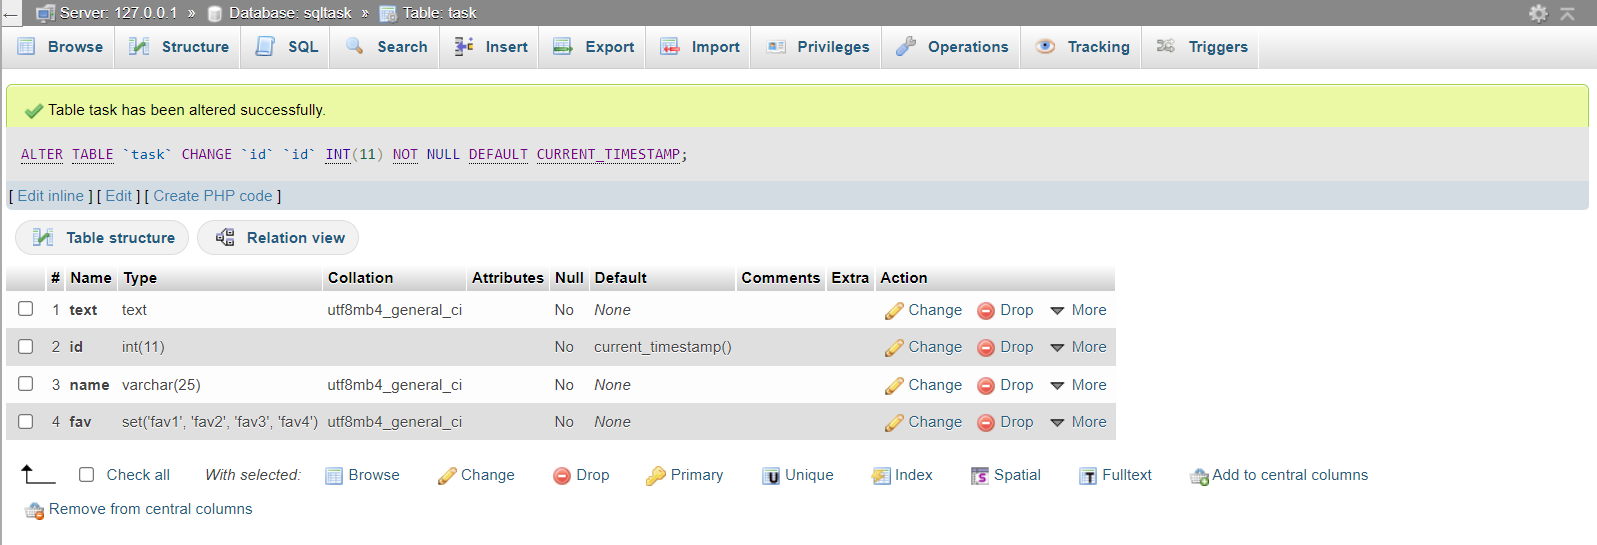 ← Server: 127.0.0.1 » Database: sqltask » Table: task
Browse Structure SQL Search Insert Export Import Privileges Operations Tracking Triggers
Table task has been altered successfully.
ALTER TABLE `task` CHANGE `id` `id` INT(11) NOT NULL DEFAULT CURRENT_TIMESTAMP;
[ Edit inline ] [ Edit ] [ Create PHP code ]
Table structure Relation view
# Name Type Collation Attributes Null Default Comments Extra Action
1 text text utf8mb4_general_ci No None Change Drop More
2 id int(11) No current_timestamp() Change Drop More
3 name varchar(25) utf8mb4_general_ci No None Change Drop More
4 fav set('fav1', 'fav2', 'fav3', 'fav4') utf8mb4_general_ci No None Change Drop More
Check all With selected: Browse Change Drop Primary U Unique Index S Spatial T Fulltext Add to central columns
Remove from central columns